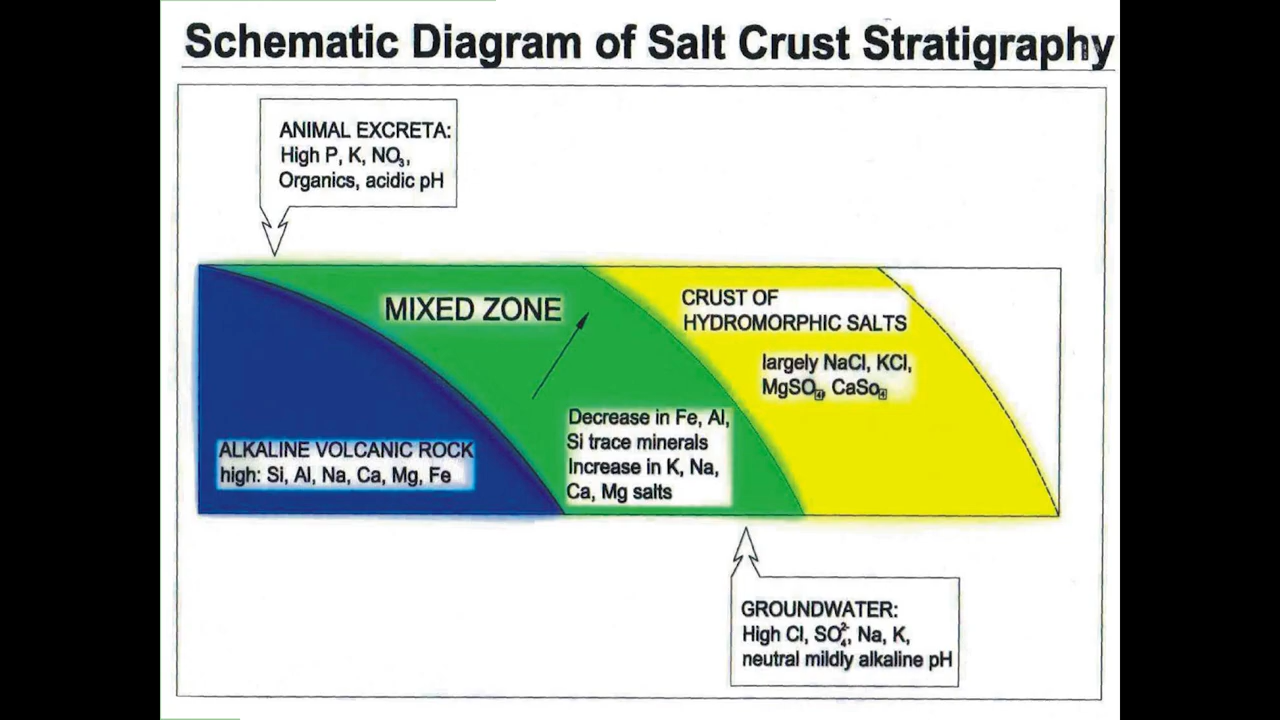 Schematic Diagram of Salt Crust Stratigraphy
ANIMAL EXCRETA:
High P, K, NO₃,
Organics, acidic pH
MIXED ZONE
CRUST OF
HYDROMORPHIC SALTS
largely NaCl, KCl,
MgSO₍₄₎, CaSo₄
Decrease in Fe, Al,
Si trace minerals
Increase in K, Na,
Ca, Mg salts
ALKALINE VOLCANIC ROCK
high: Si, Al, Na, Ca, Mg, Fe
GROUNDWATER:
High Cl, SO₄²⁻, Na, K,
neutral mildly alkaline pH